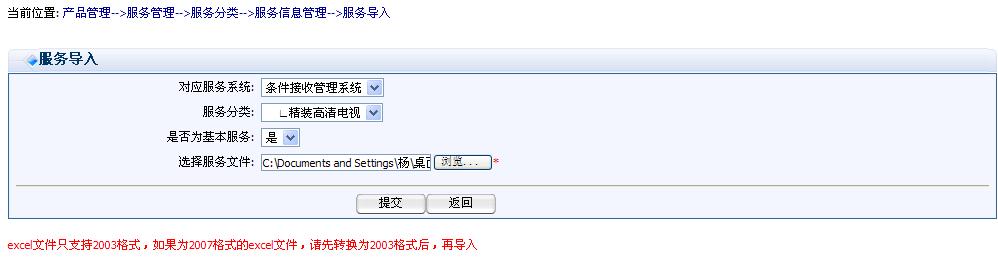 当前位置: 产品管理-->服务管理-->服务分类-->服务信息管理-->服务导入
服务导入
对应服务系统: 条件接收管理系统
服务分类: ∟精装高清电视
是否为基本服务: 是
选择服务文件: C:\Documents and Settings\杨\桌面 浏览... *
提交 返回
excel文件只支持2003格式，如果为2007格式的excel文件，请先转换为2003格式后，再导入